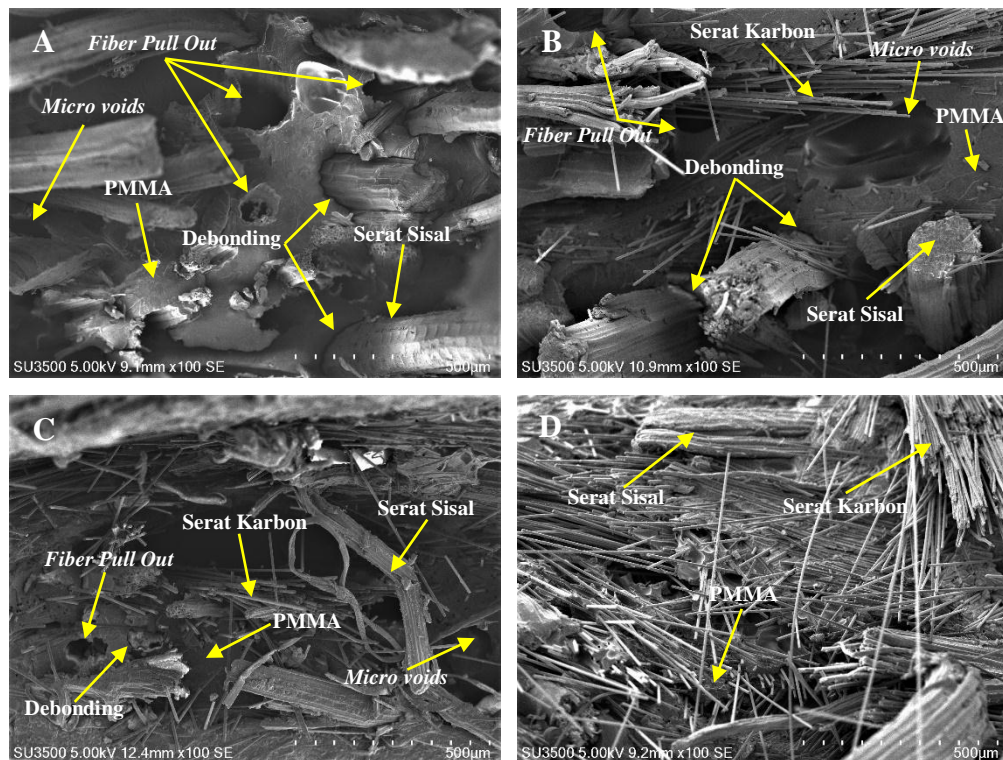 A
Fiber Pull Out
Micro voids
PMMA
Debonding
Serat Sisal
SU3500 5.00kV 9.1mm x100 SE
500µm
B
Serat Karbon
Micro voids
PMMA
Fiber Pull Out
Debonding
Serat Sisal
SU3500 5.00kV 10.9mm x100 SE
500µm
C
Serat Karbon
Serat Sisal
Fiber Pull Out
PMMA
Micro voids
Debonding
SU3500 5.00kV 12.4mm x100 SE
500µm
D
Serat Sisal
Serat Karbon
PMMA
SU3500 5.00kV 9.2mm x100 SE
500µm